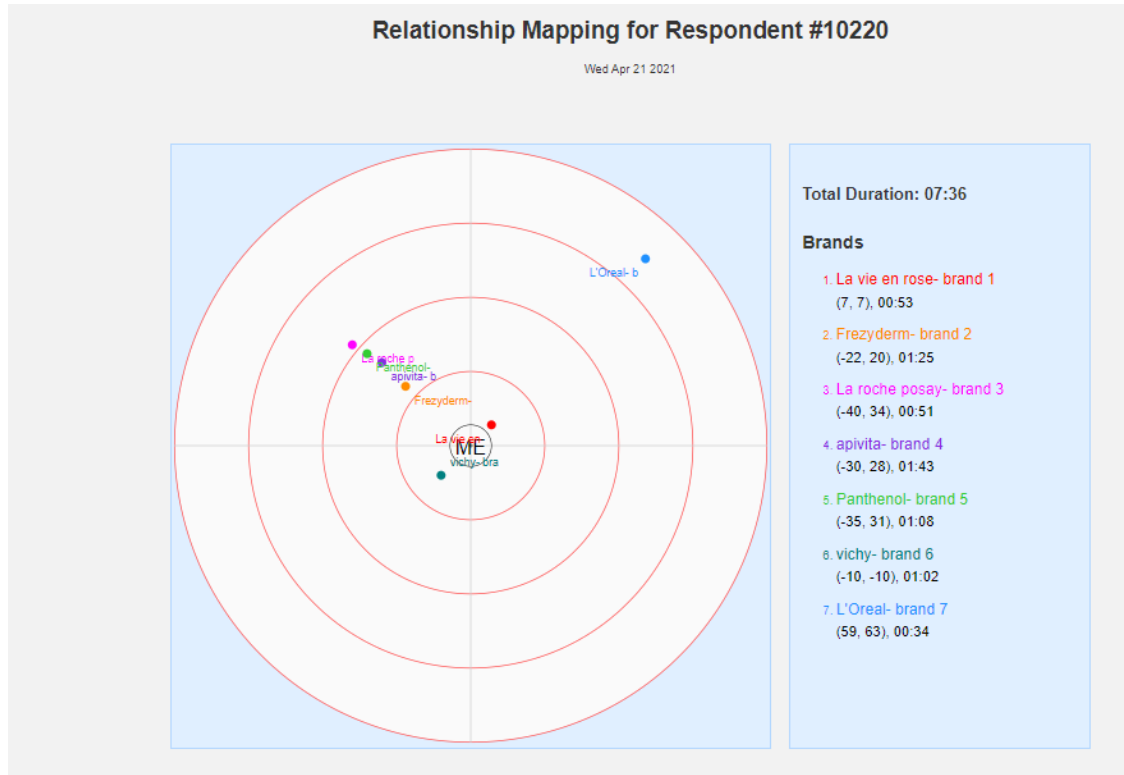 Relationship Mapping for Respondent #10220
Wed Apr 21 2021
L'Oreal- b
La roche p
Panthenol-
apivita- b
Frezyderm-
La vie en
ME
vichy- bra
Total Duration: 07:36
Brands
1. La vie en rose- brand 1
(7, 7), 00:53
2. Frezyderm- brand 2
(-22, 20), 01:25
3. La roche posay- brand 3
(-40, 34), 00:51
4. apivita- brand 4
(-30, 28), 01:43
5. Panthenol- brand 5
(-35, 31), 01:08
6. vichy- brand 6
(-10, -10), 01:02
7. L'Oreal- brand 7
(59, 63), 00:34